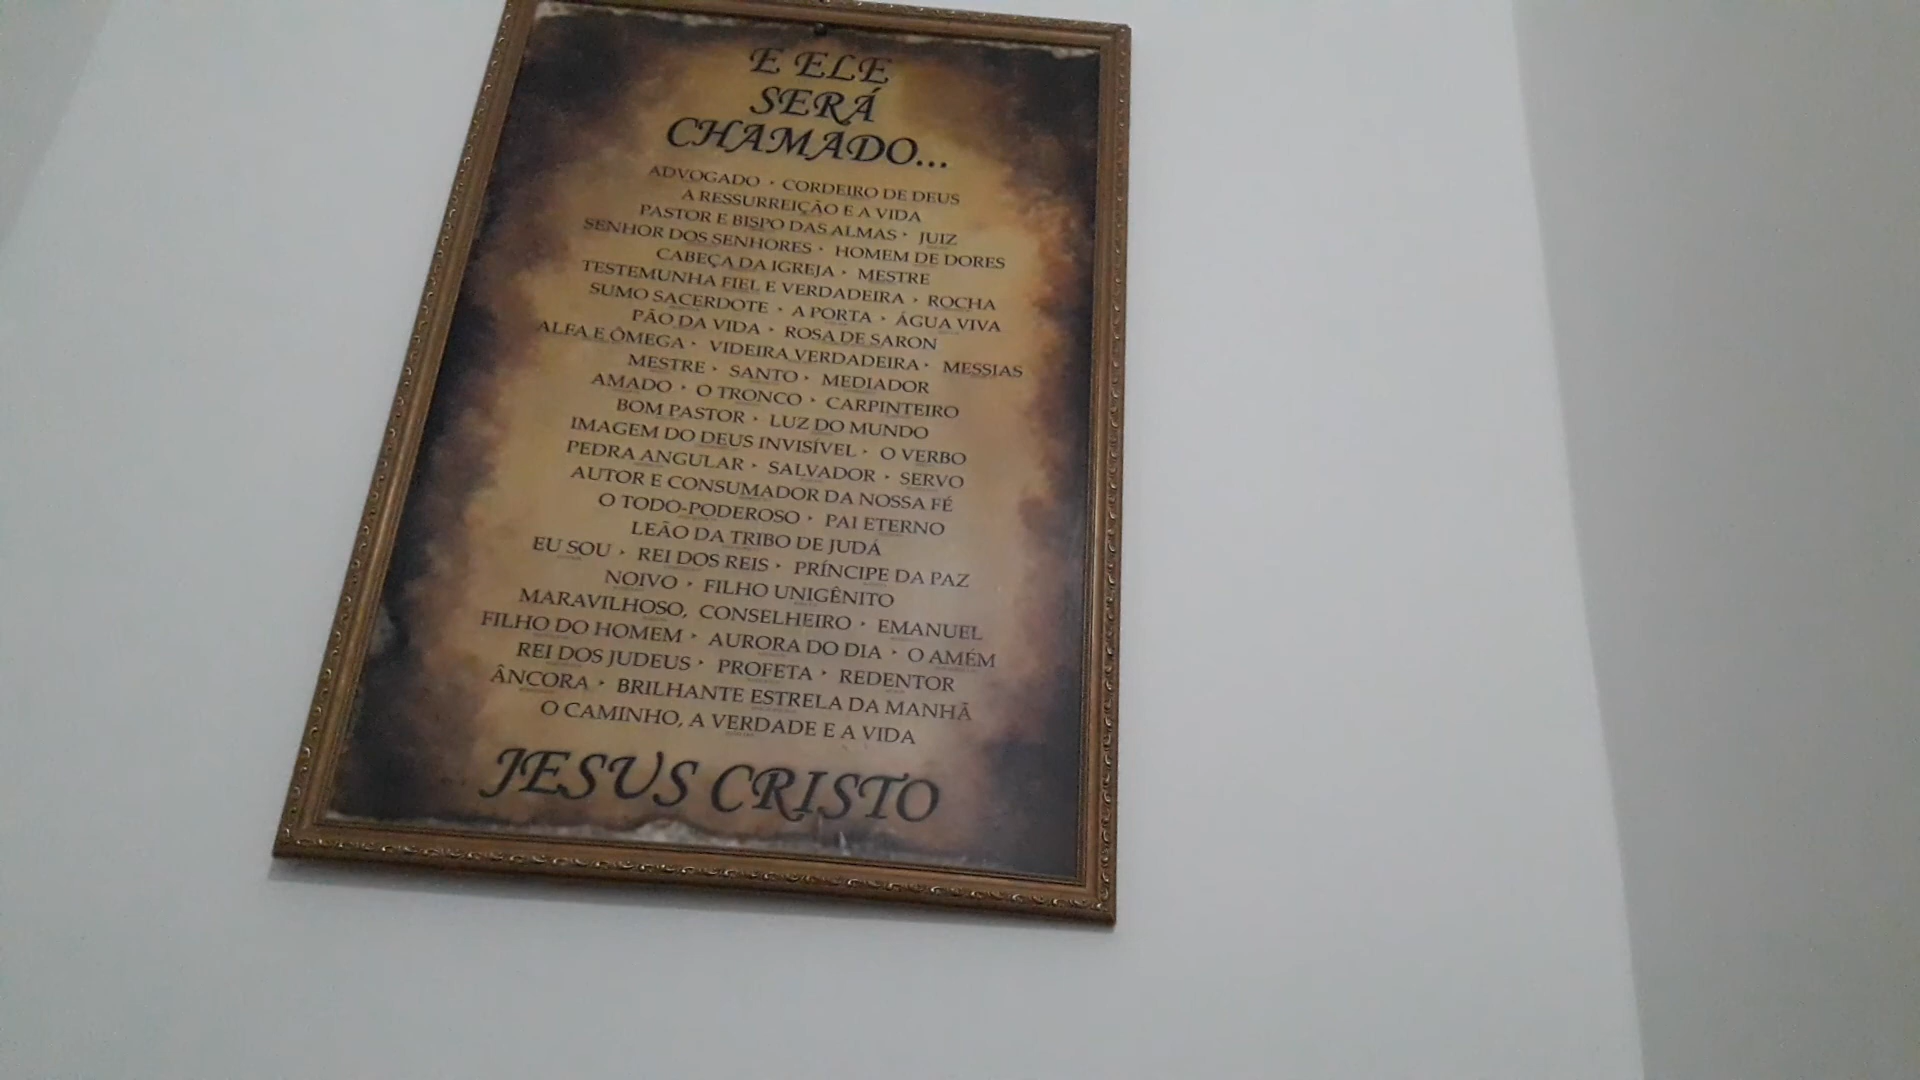 E ELE
SERÁ
CHAMADO...
ADVOGADO • CORDEIRO DE DEUS
A RESSURREIÇÃO E A VIDA
PASTOR E BISPO DAS ALMAS • JUIZ
SENHOR DOS SENHORES • HOMEM DE DORES
CABEÇA DA IGREJA • MESTRE
TESTEMUNHA FIEL E VERDADEIRA • ROCHA
SUMO SACERDOTE • A PORTA • ÁGUA VIVA
PÃO DA VIDA • ROSA DE SARON
ALFA E ÔMEGA • VIDEIRA VERDADEIRA • MESSIAS
MESTRE • SANTO • MEDIADOR
AMADO • O TRONCO • CARPINTEIRO
BOM PASTOR • LUZ DO MUNDO
IMAGEM DO DEUS INVISÍVEL • O VERBO
PEDRA ANGULAR • SALVADOR • SERVO
AUTOR E CONSUMADOR DA NOSSA FÉ
O TODO-PODEROSO • PAI ETERNO
LEÃO DA TRIBO DE JUDÁ
EU SOU • REI DOS REIS • PRÍNCIPE DA PAZ
NOIVO • FILHO UNIGÊNITO
MARAVILHOSO, CONSELHEIRO • EMANUEL
FILHO DO HOMEM • AURORA DO DIA • O AMÉM
REI DOS JUDEUS • PROFETA • REDENTOR
ÂNCORA • BRILHANTE ESTRELA DA MANHÃ
O CAMINHO, A VERDADE E A VIDA
JESUS CRISTO